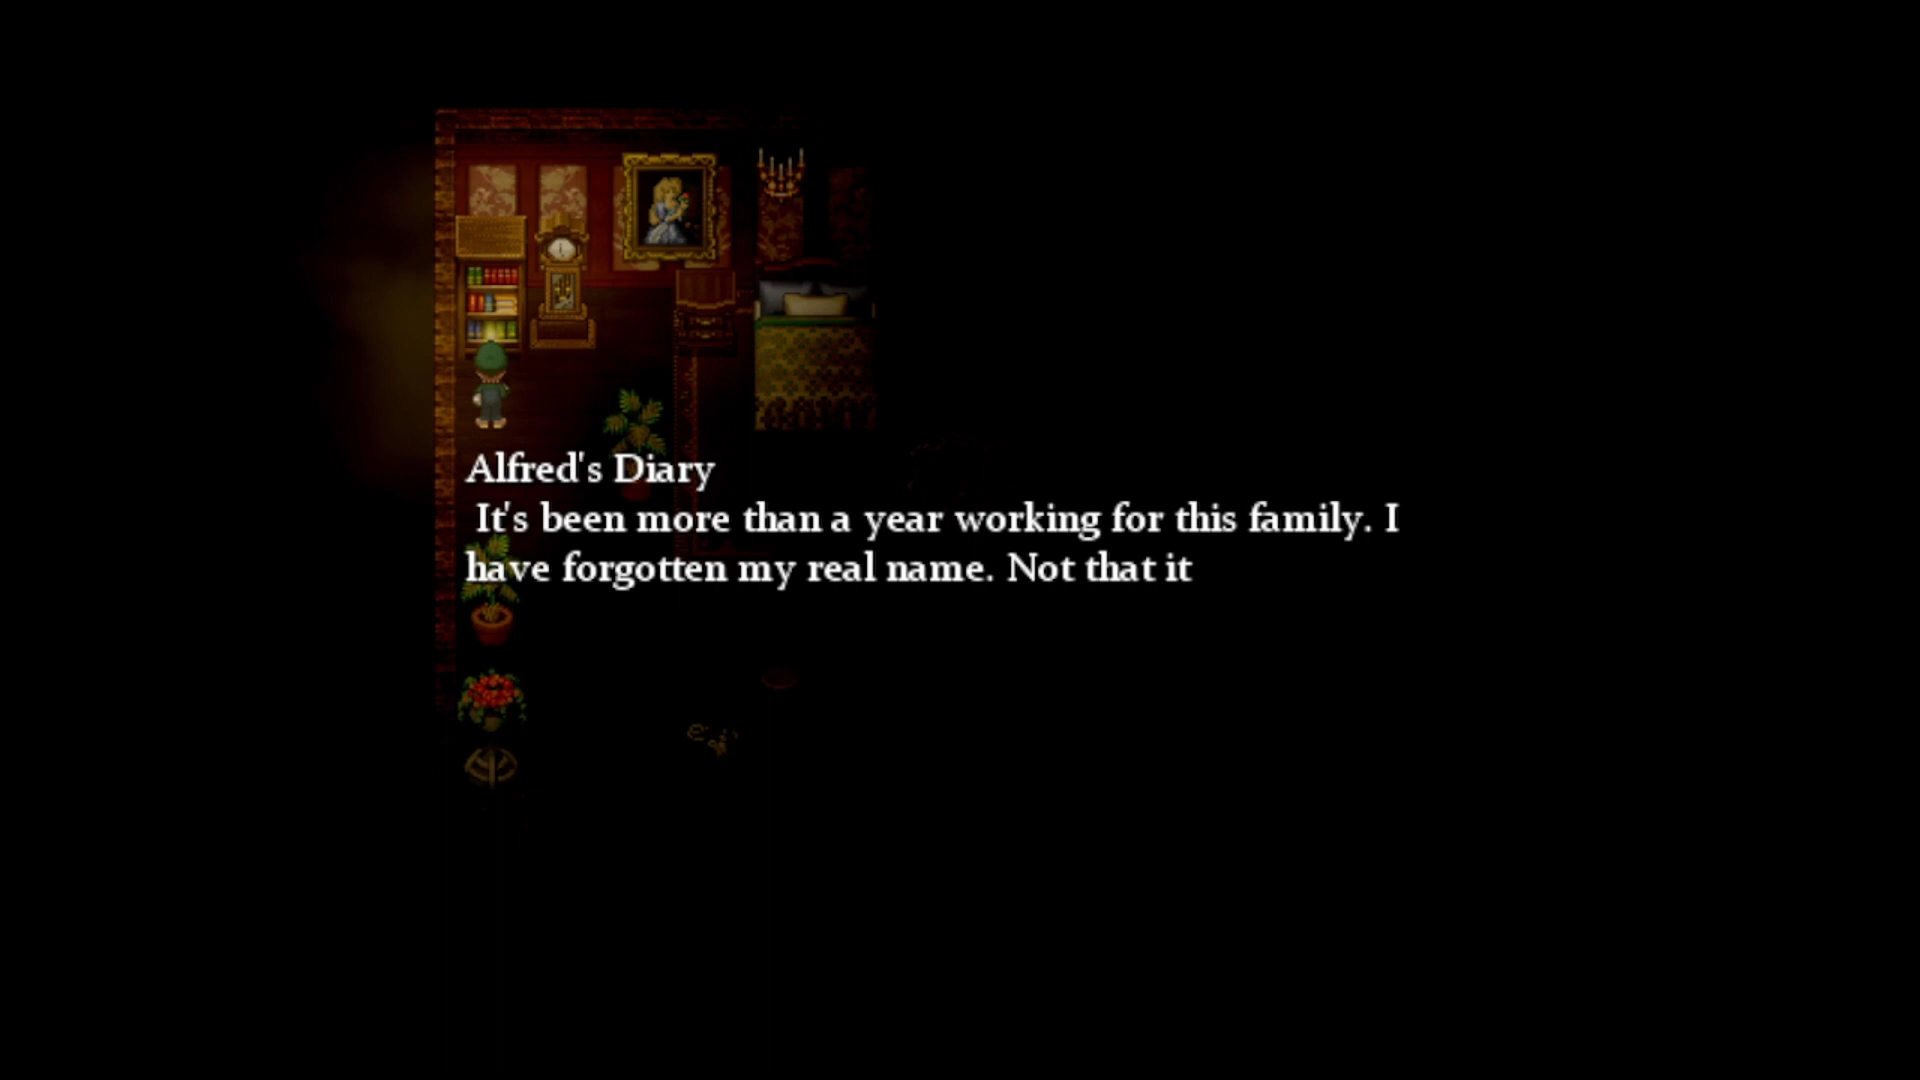 Alfred's Diary
It's been more than a year working for this family. I
have forgotten my real name. Not that it